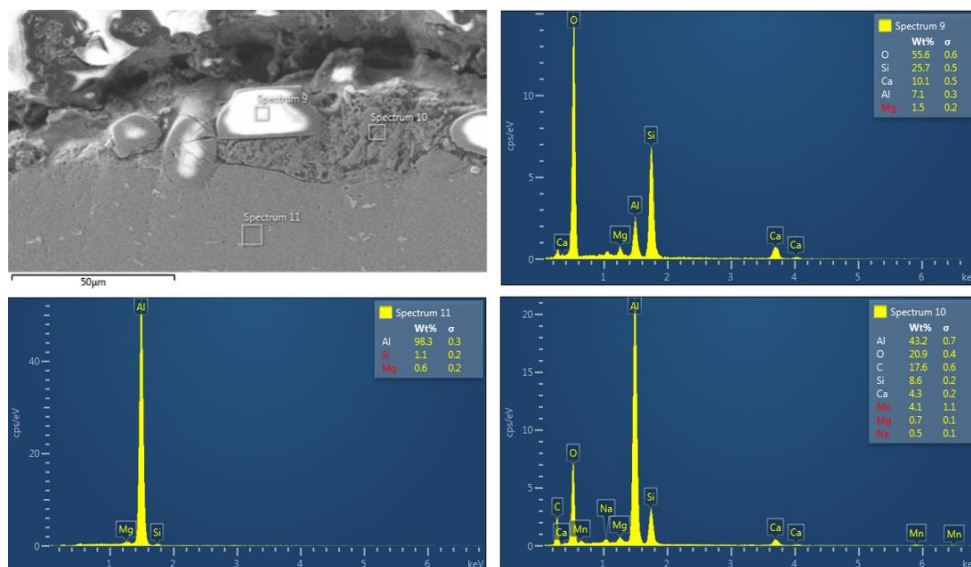 Spectrum 9
Spectrum 10
Spectrum 11
50µm
Spectrum 9
Wt% σ
O 55.6 0.6
Si 25.7 0.5
Ca 10.1 0.5
Al 7.1 0.3
Mg 1.5 0.2
cps/eV
10
5
0
O
Si
Al
Mg
Ca
Ca
Ca
1 2 3 4 5 6 ke
Spectrum 11
Wt% σ
Al 98.3 0.3
Si 1.1 0.2
Mg 0.6 0.2
cps/eV
40
20
0
Al
Mg
Si
1 2 3 4 5 6 keV
Spectrum 10
Wt% σ
Al 43.2 0.7
O 20.9 0.4
C 17.6 0.6
Si 8.6 0.2
Ca 4.3 0.2
Mn 4.1 1.1
Mg 0.7 0.1
Na 0.5 0.1
cps/eV
20
15
10
5
0
Al
O
C
Ca
Mn
Na
Mg
Si
Ca
Ca
Mn
Mn
1 2 3 4 5 6 ke